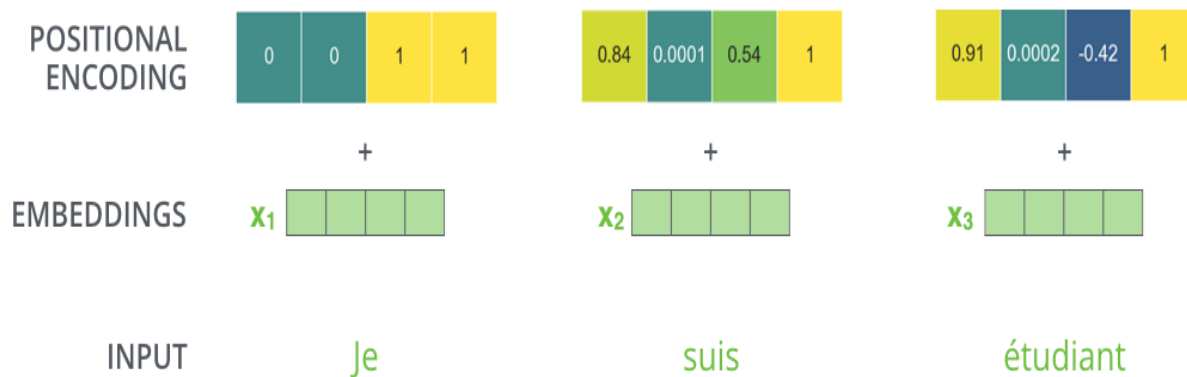 POSITIONAL
ENCODING
0 0 1 1
0.84 0.0001 0.54 1
0.91 0.0002 -0.42 1
+ + +
EMBEDDINGS x₁ x₂ x₃
INPUT Je suis étudiant